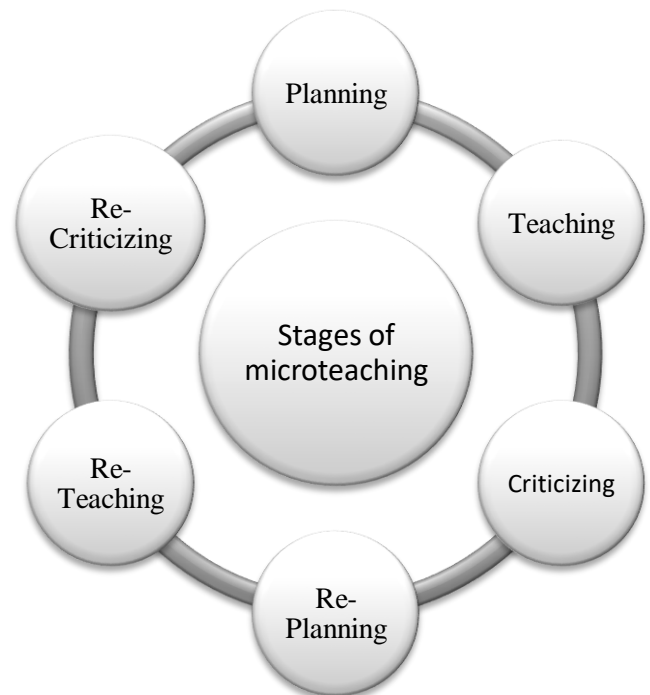 Planning
Teaching
Criticizing
Re-
Planning
Re-
Teaching
Re-
Criticizing
Stages of
microteaching